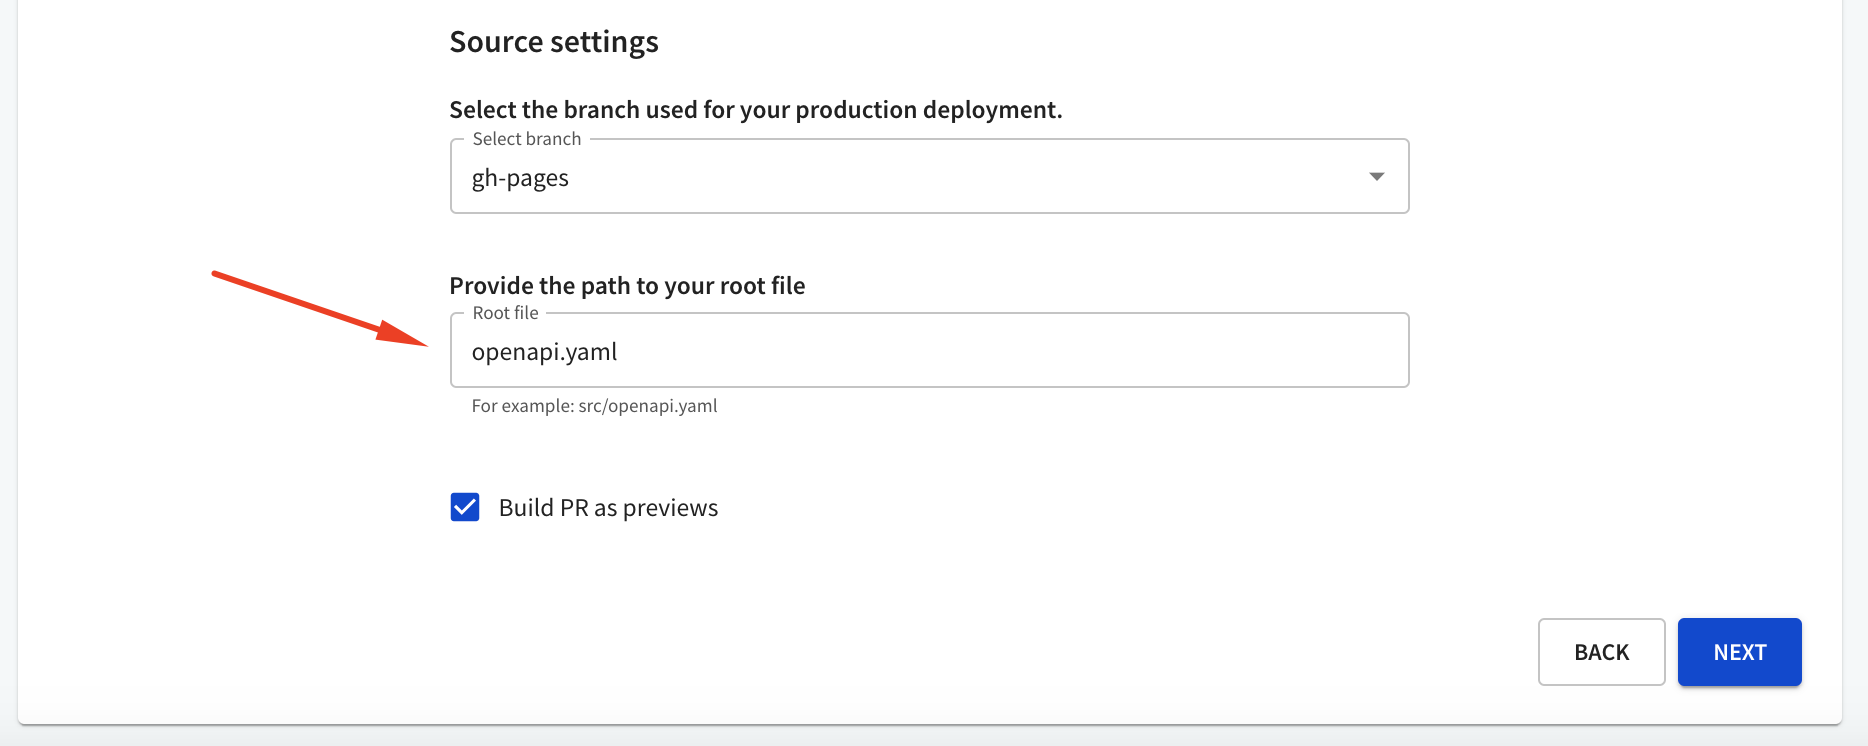 Source settings
Select the branch used for your production deployment.
Select branch
gh-pages
Provide the path to your root file
Root file
openapi.yaml
For example: src/openapi.yaml
Build PR as previews
BACK
NEXT